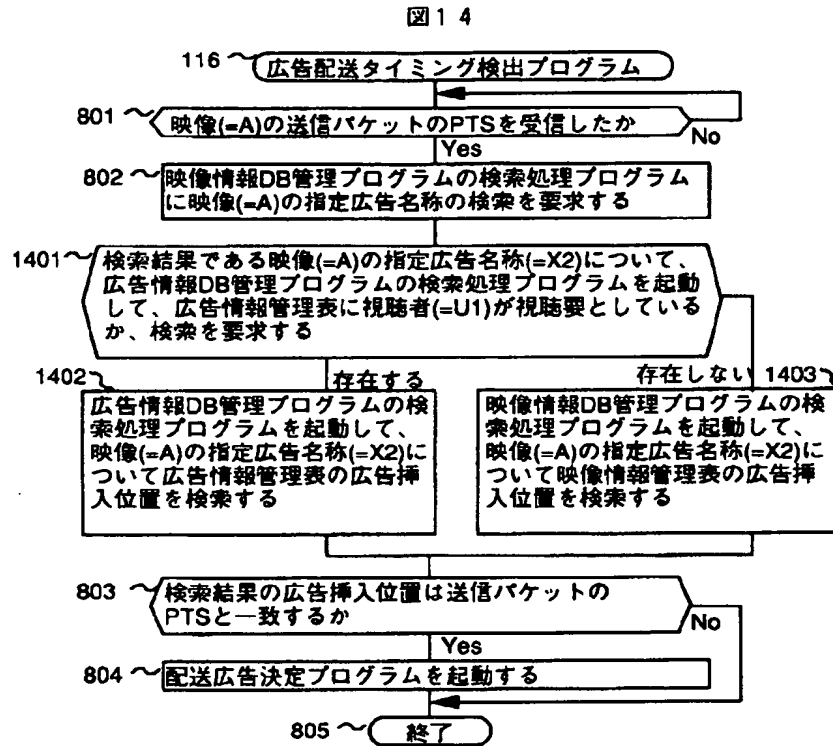 図14
116
広告配送タイミング検出プログラム
801
映像(=A)の送信パケットのPTSを受信したか
No
Yes
802
映像情報DB管理プログラムの検索処理プログラム
に映像(=A)の指定広告名称の検索を要求する
1401
検索結果である映像(=A)の指定広告名称(=X2)について、
広告情報DB管理プログラムの検索処理プログラムを起動
して、広告情報管理表に視聴者(=U1)が視聴要としている
か、検索を要求する
1402
存在する
存在しない 1403
広告情報DB管理プログラムの検
索処理プログラムを起動して、
映像(=A)の指定広告名称(=X2)に
ついて広告情報管理表の広告挿
入位置を検索する
映像情報DB管理プログラムの検
索処理プログラムを起動して、
映像(=A)の指定広告名称(=X2)に
ついて映像情報管理表の広告挿
入位置を検索する
803
検索結果の広告挿入位置は送信パケットの
PTSと一致するか
No
Yes
804
配送広告決定プログラムを起動する
805
終了